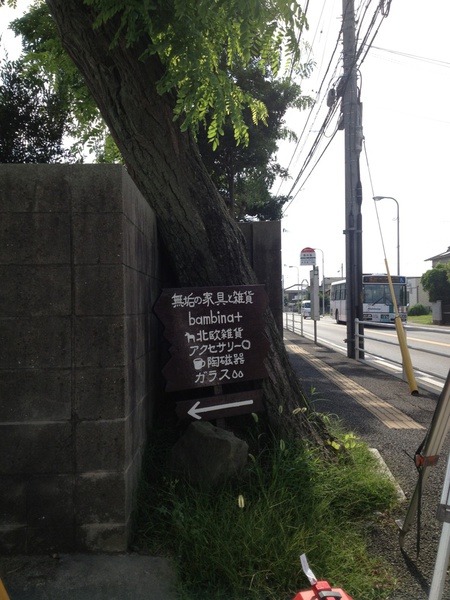 無垢の家具と雑貨
bambina+
北欧雑貨
アクセサリー
陶磁器
ガラス